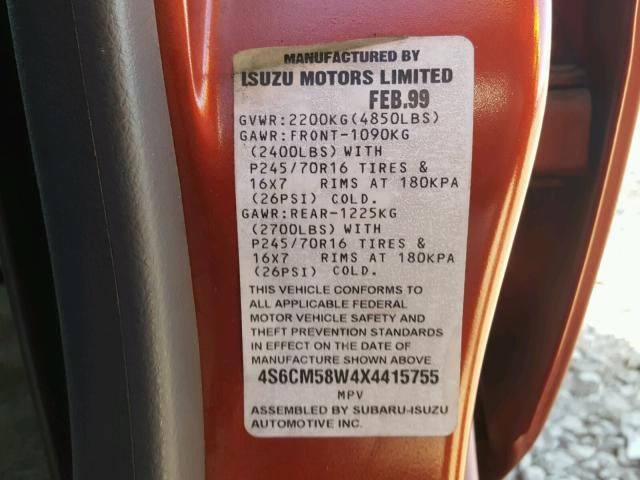 MANUFACTURED BY
ISUZU MOTORS LIMITED
FEB.99
GVWR:2200KG(4850LBS)
GAWR:FRONT-1090KG
(2400LBS) WITH
P245/70R16 TIRES &
16X7 RIMS AT 180KPA
(26PSI) COLD.
GAWR:REAR-1225KG
(2700LBS) WITH
P245/70R16 TIRES &
16X7 RIMS AT 180KPA
(26PSI) COLD.
THIS VEHICLE CONFORMS TO
ALL APPLICABLE FEDERAL
MOTOR VEHICLE SAFETY AND
THEFT PREVENTION STANDARDS
IN EFFECT ON THE DATE OF
MANUFACTURE SHOWN ABOVE
4S6CM58W4X4415755
MPV
ASSEMBLED BY SUBARU-ISUZU
AUTOMOTIVE INC.